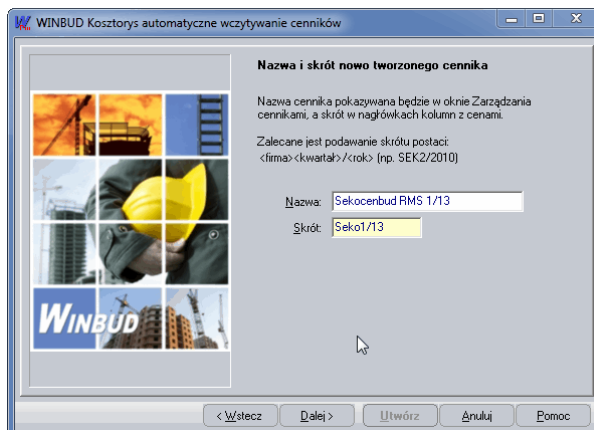 WINBUD Kosztorys automatyczne wczytywanie cenników
Nazwa i skrót nowo tworzonego cennika
Nazwa cennika pokazywana będzie w oknie Zarządzania
cennikami, a skrót w nagłówkach kolumn z cenami.
Zalecane jest podawanie skrótu postaci:
<firma><kwartał>/<rok> (np. SEK2/2010)
Nazwa: Sekocenbud RMS 1/13
Skrót: Seko1/13
WINBUD
< Wstecz Dalej > Utwórz Anuluj Pomoc